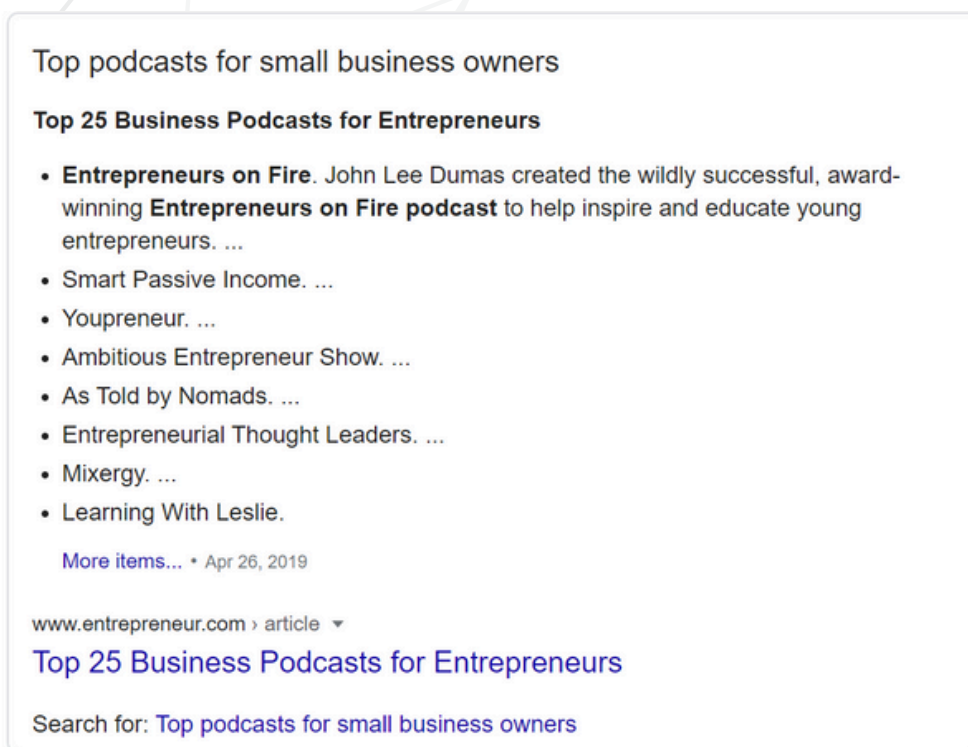 Top podcasts for small business owners
Top 25 Business Podcasts for Entrepreneurs
• Entrepreneurs on Fire. John Lee Dumas created the wildly successful, award-
winning Entrepreneurs on Fire podcast to help inspire and educate young
entrepreneurs. ...
• Smart Passive Income. ...
• Youpreneur. ...
• Ambitious Entrepreneur Show. ...
• As Told by Nomads. ...
• Entrepreneurial Thought Leaders. ...
• Mixergy. ...
• Learning With Leslie.
More items... • Apr 26, 2019
www.entrepreneur.com › article ▼
Top 25 Business Podcasts for Entrepreneurs
Search for: Top podcasts for small business owners